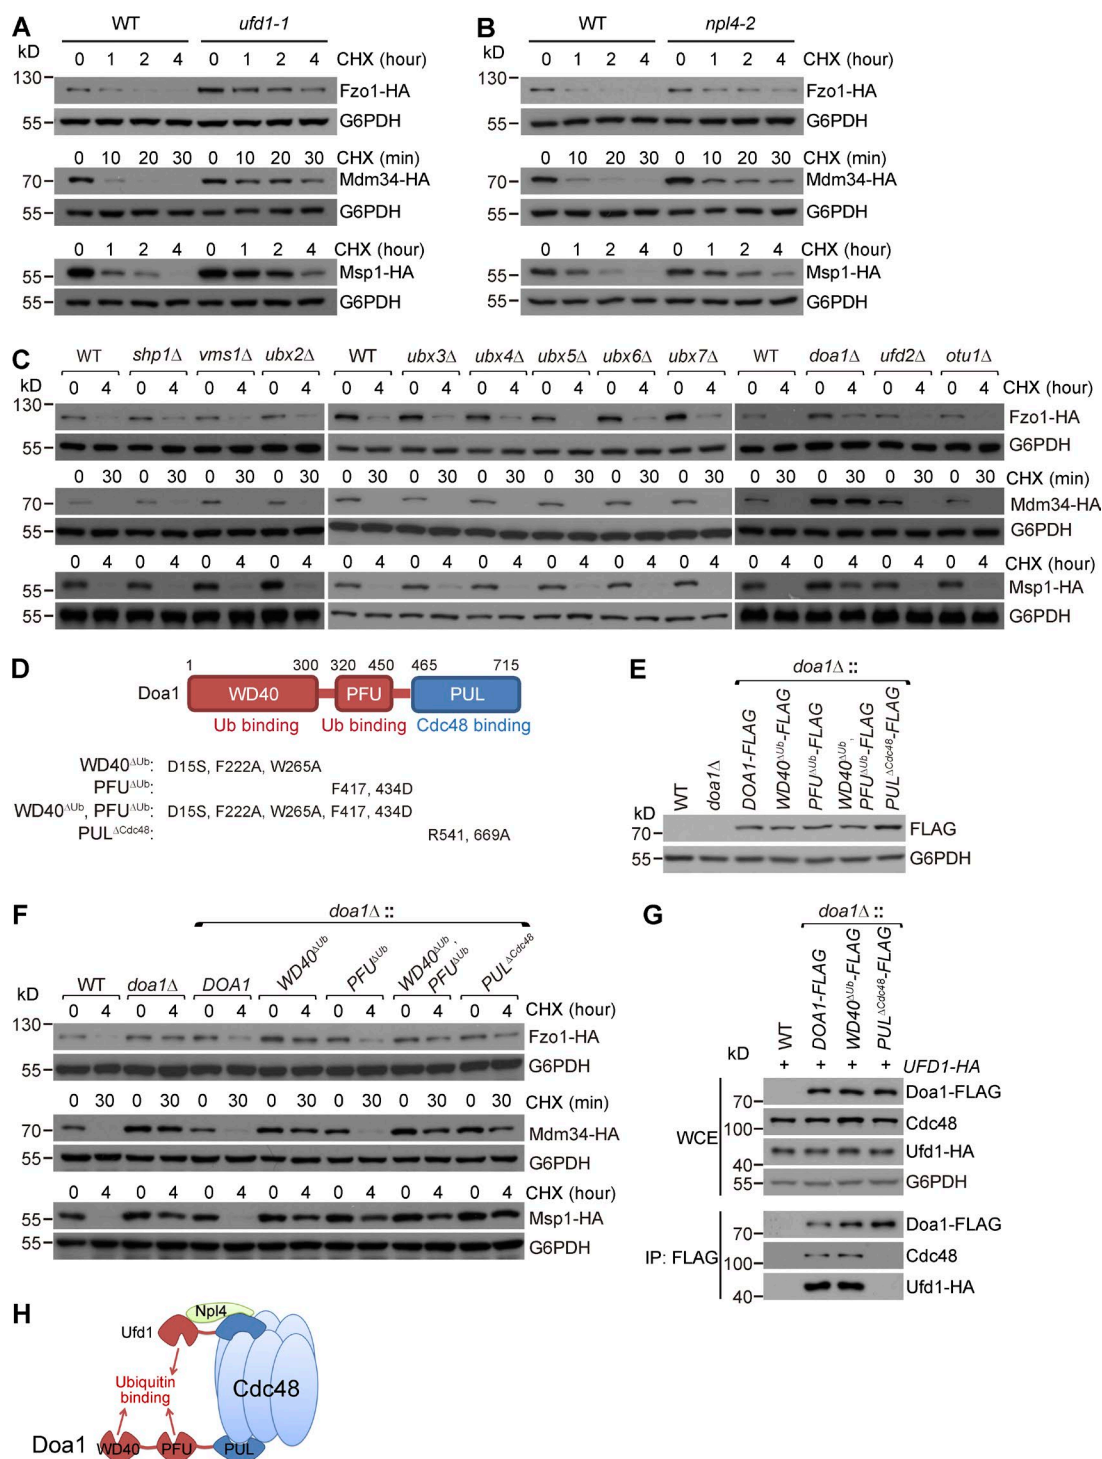 A
WT ufd1-1
kD
0 1 2 4 0 1 2 4 CHX (hour)
130
Fzo1-HA
55 G6PDH
0 10 20 30 0 10 20 30 CHX (min)
70 Mdm34-HA
55 G6PDH
0 1 2 4 0 1 2 4 CHX (hour)
55 Msp1-HA
55 G6PDH
B
WT npl4-2
kD
0 1 2 4 0 1 2 4 CHX (hour)
130
Fzo1-HA
55 G6PDH
0 10 20 30 0 10 20 30 CHX (min)
70 Mdm34-HA
55 G6PDH
0 1 2 4 0 1 2 4 CHX (hour)
55 Msp1-HA
55 G6PDH
C
WT shp1Δ vms1Δ ubx2Δ WT ubx3Δ ubx4Δ ubx5Δ ubx6Δ ubx7Δ WT doa1Δ ufd2Δ otu1Δ
kD
0 4 0 4 0 4 0 4 0 4 0 4 0 4 0 4 0 4 0 4 0 4 0 4 0 4 0 4 CHX (hour)
130
Fzo1-HA
55 G6PDH
0 30 0 30 0 30 0 30 0 30 0 30 0 30 0 30 0 30 0 30 0 30 0 30 0 30 0 30 CHX (min)
70 Mdm34-HA
55 G6PDH
0 4 0 4 0 4 0 4 0 4 0 4 0 4 0 4 0 4 0 4 0 4 0 4 0 4 0 4 CHX (hour)
55 Msp1-HA
55 G6PDH
D
1 300 320 450 465 715
Doa1 WD40 PFU PUL
Ub binding Ub binding Cdc48 binding
WD40ΔUb: D15S, F222A, W265A
PFUΔUb: F417, 434D
WD40ΔUb, PFUΔUb: D15S, F222A, W265A, F417, 434D
PULΔCdc48: R541, 669A
E
doa1Δ ::
WT
doa1Δ
DOA1-FLAG
WD40ΔUb-FLAG
PFUΔUb-FLAG
WD40ΔUb,
PFUΔUb-FLAG
PULΔCdc48-FLAG
kD
70 FLAG
55 G6PDH
F
doa1Δ ::
WT doa1Δ DOA1 WD40ΔUb PFUΔUb WD40ΔUb, PFUΔUb PULΔCdc48
kD
0 4 0 4 0 4 0 4 0 4 0 4 0 4 CHX (hour)
130
Fzo1-HA
55 G6PDH
0 30 0 30 0 30 0 30 0 30 0 30 0 30 CHX (min)
70 Mdm34-HA
55 G6PDH
0 4 0 4 0 4 0 4 0 4 0 4 0 4 CHX (hour)
55 Msp1-HA
55 G6PDH
G
doa1Δ ::
WT
DOA1-FLAG
WD40ΔUb-FLAG
PULΔCdc48-FLAG
kD
+ + + + UFD1-HA
WCE
70 Doa1-FLAG
100 Cdc48
40 Ufd1-HA
55 G6PDH
IP: FLAG
70 Doa1-FLAG
100 Cdc48
40 Ufd1-HA
H
Npl4
Ufd1
Ubiquitin
binding
Cdc48
Doa1 WD40 PFU PUL